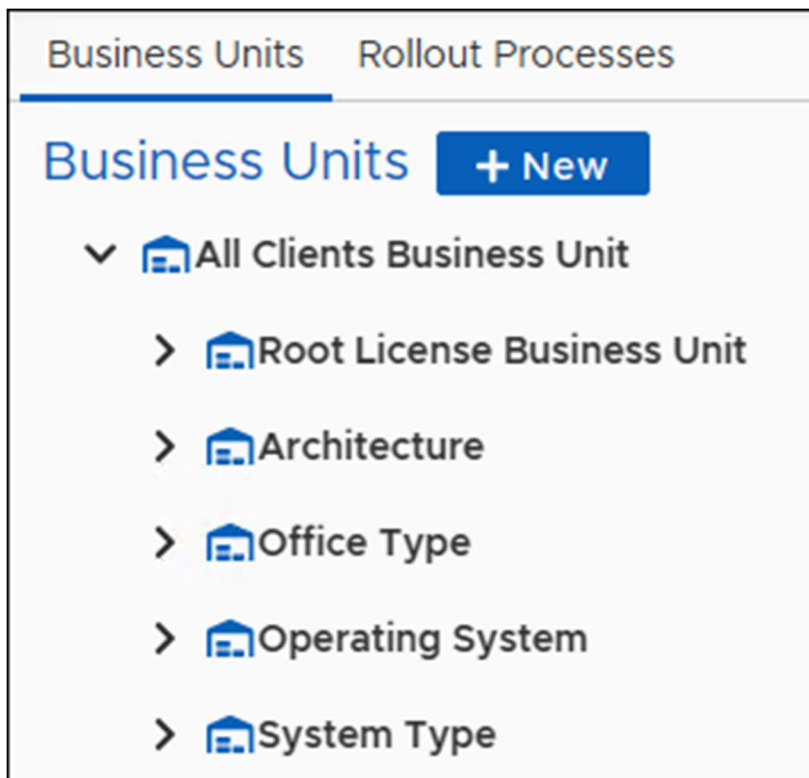 Business Units Rollout Processes
Business Units + New
All Clients Business Unit
Root License Business Unit
Architecture
Office Type
Operating System
System Type